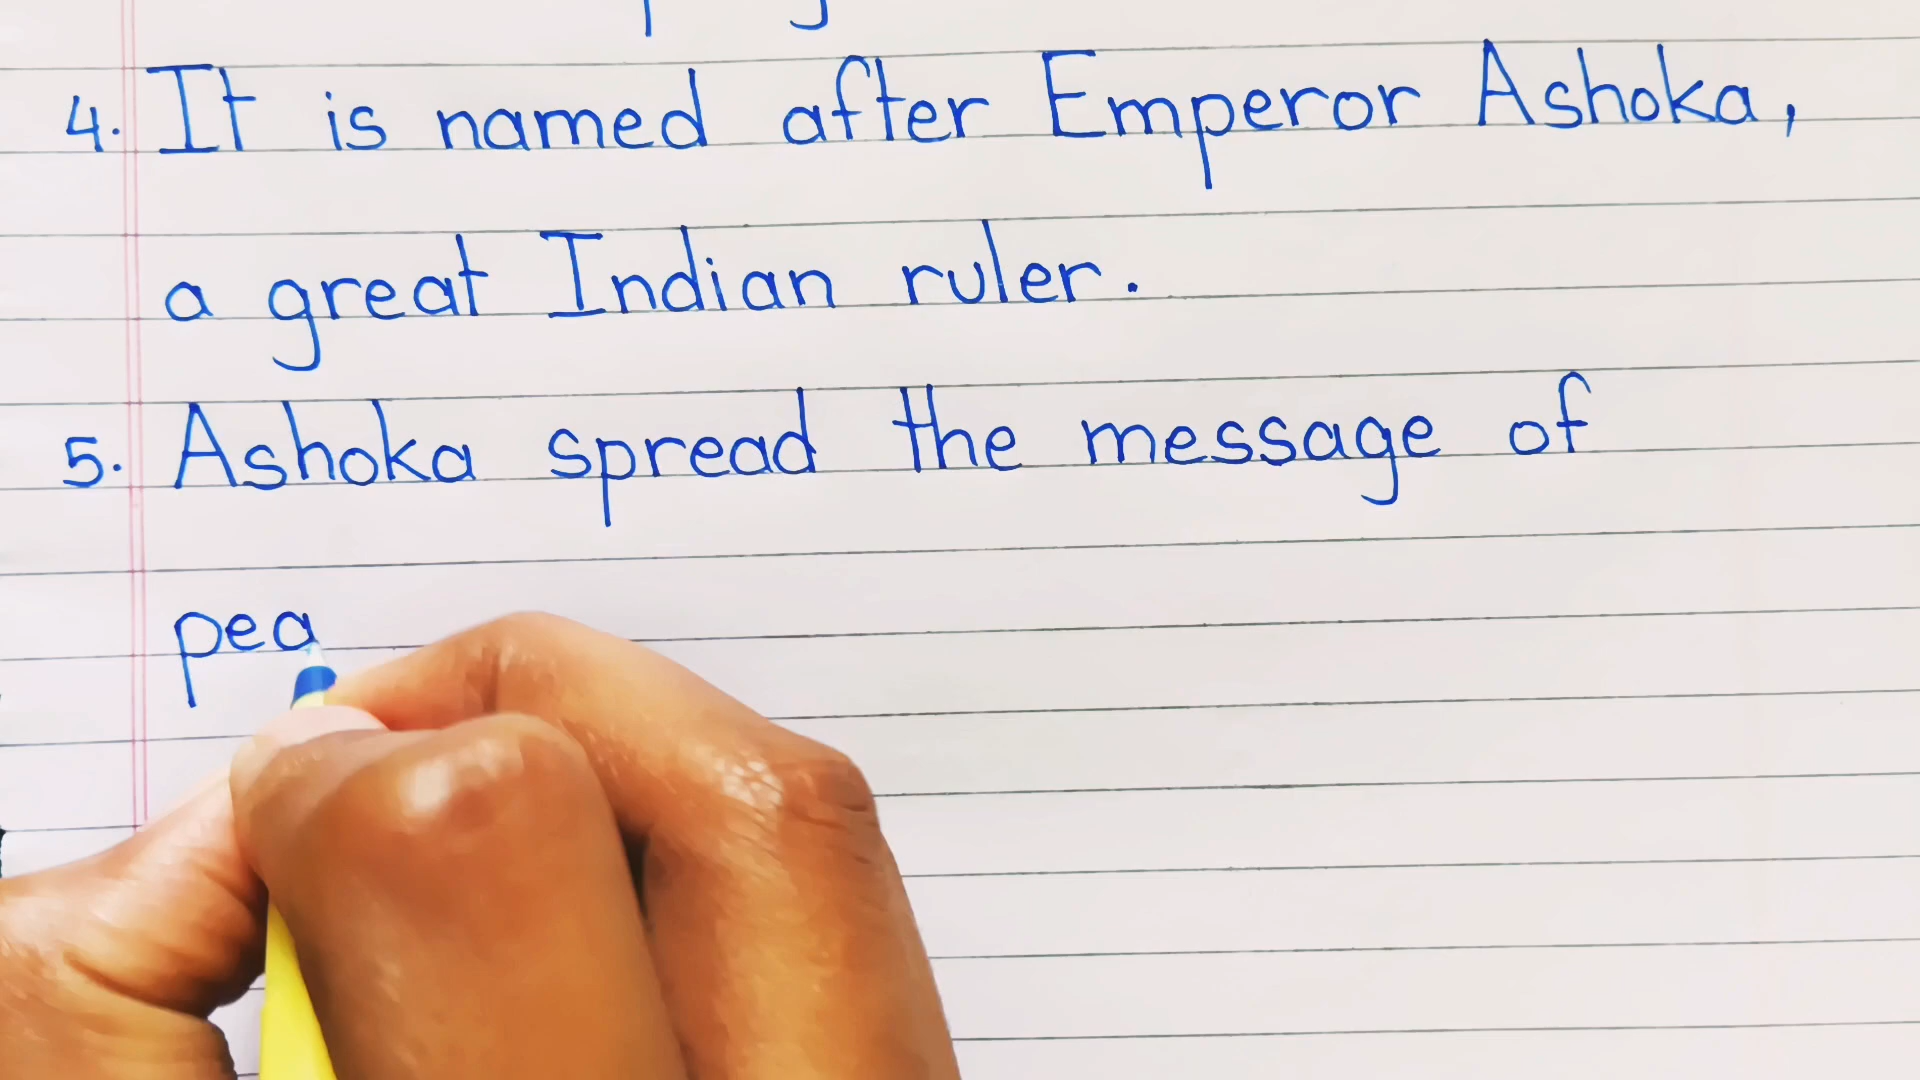 4. It is named after Emperor Ashoka,
a great Indian ruler.
5. Ashoka spread the message of
pea